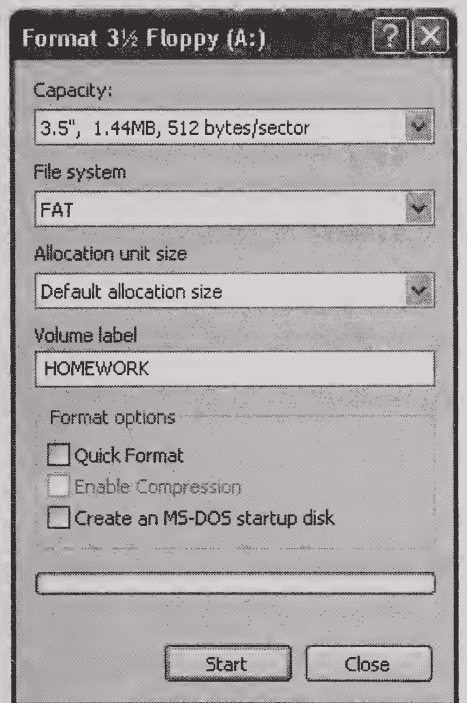 Format 3½ Floppy (A:)
Capacity:
3.5", 1.44MB, 512 bytes/sector
File system
FAT
Allocation unit size
Default allocation size
Volume label
HOMEWORK
Format options
Quick Format
Enable Compression
Create an MS-DOS startup disk
Start
Close